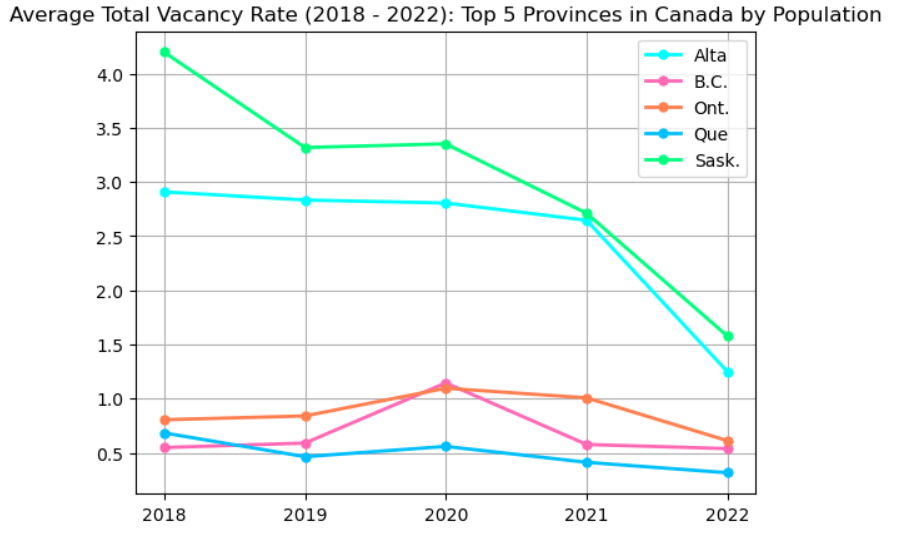 Average Total Vacancy Rate (2018 - 2022): Top 5 Provinces in Canada by Population
Alta
B.C.
Ont.
Que
Sask.
4.0
3.5
3.0
2.5
2.0
1.5
1.0
0.5
2018 2019 2020 2021 2022